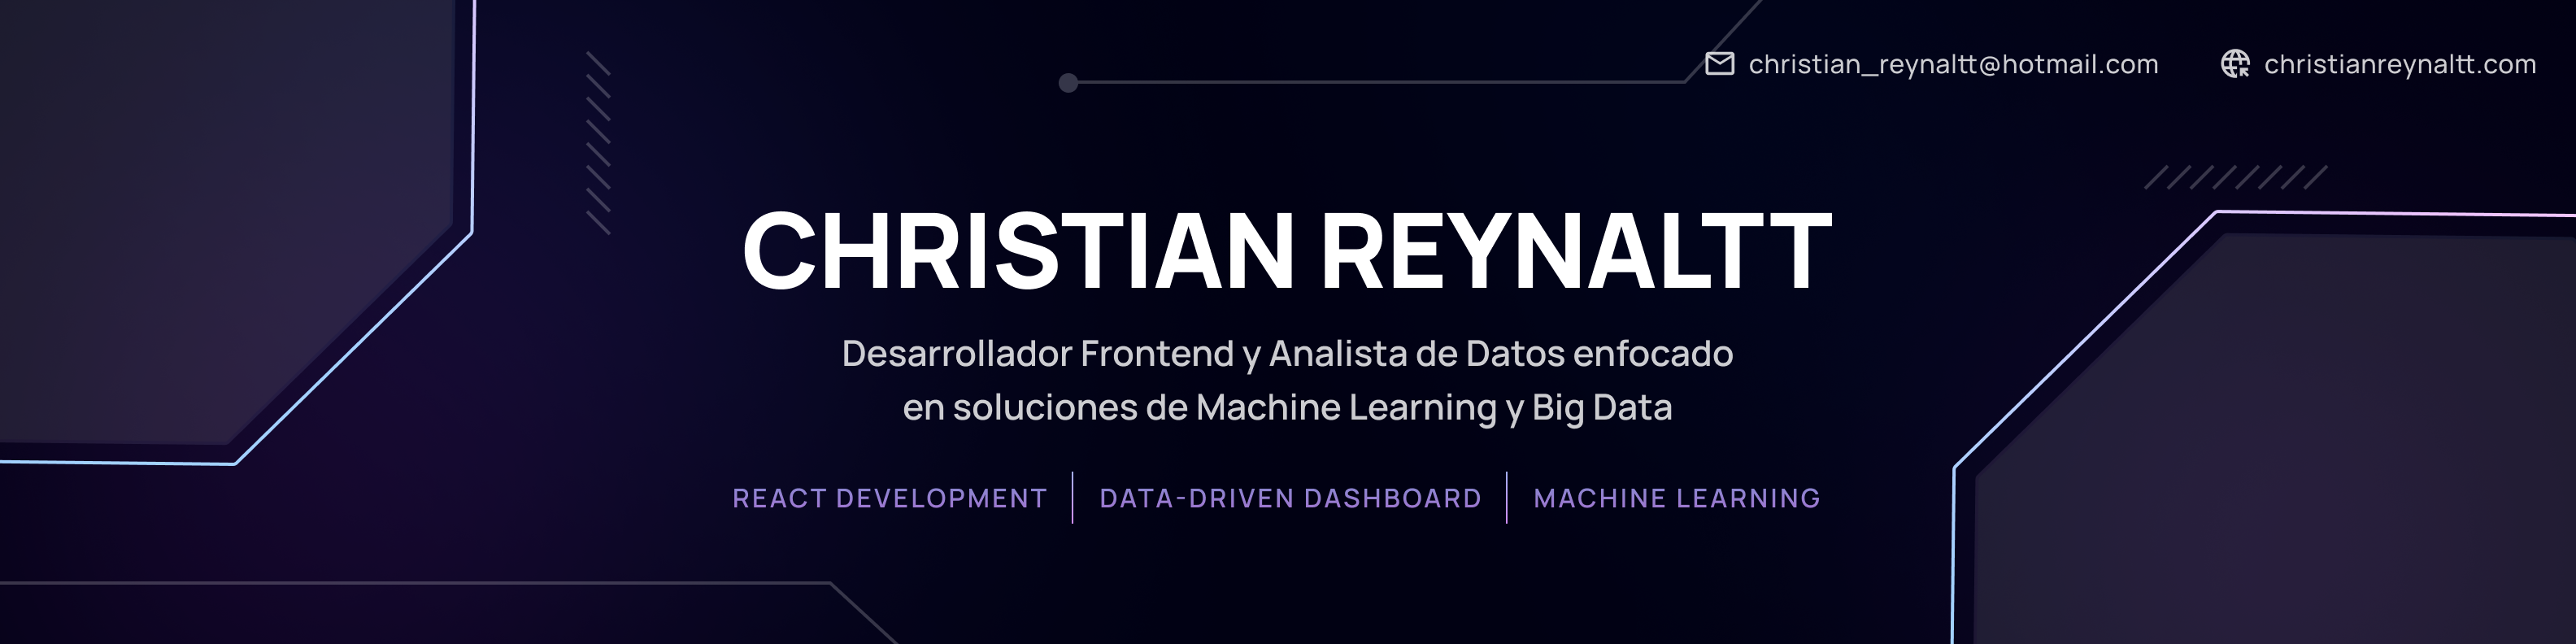 christian_reynaltt@hotmail.com christianreynaltt.com
CHRISTIAN REYNALTT
Desarrollador Frontend y Analista de Datos enfocado
en soluciones de Machine Learning y Big Data
REACT DEVELOPMENT DATA-DRIVEN DASHBOARD MACHINE LEARNING